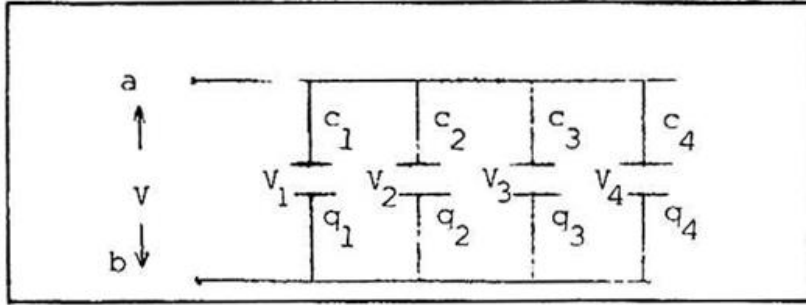 a
c₁ c₂ c₃ c₄
V V₁ V₂ V₃ V₄
q₁ q₂ q₃ q₄
b